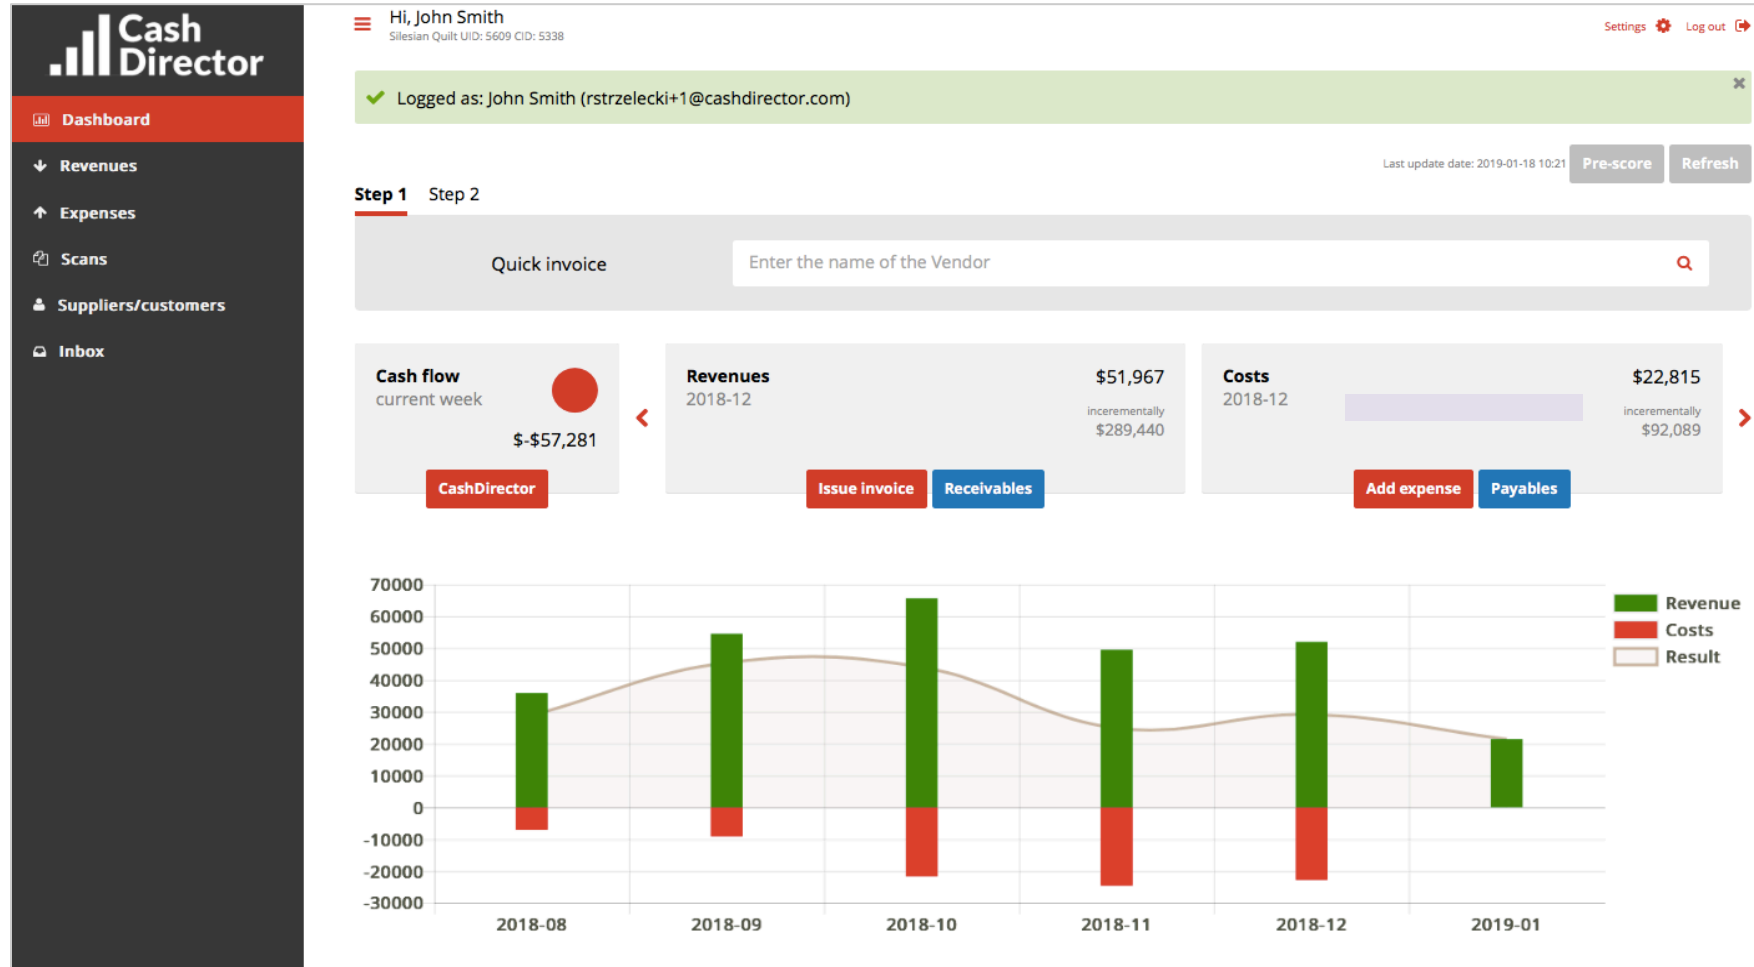 Cash
Director
Hi, John Smith
Silesian Quilt UID: 5609 CID: 5338
Settings
Log out
Logged as: John Smith (rstrzelecki+1@cashdirector.com)
Dashboard
Revenues
Expenses
Scans
Suppliers/customers
Inbox
Last update date: 2019-01-18 10:21
Pre-score
Refresh
Step 1
Step 2
Quick invoice
Enter the name of the Vendor
Cash flow
current week
$-$57,281
CashDirector
Revenues
2018-12
$51,967
incerementally
$289,440
Issue invoice
Receivables
Costs
2018-12
$22,815
incerementally
$92,089
Add expense
Payables
70000
60000
50000
40000
30000
20000
10000
0
-10000
-20000
-30000
2018-08
2018-09
2018-10
2018-11
2018-12
2019-01
Revenue
Costs
Result